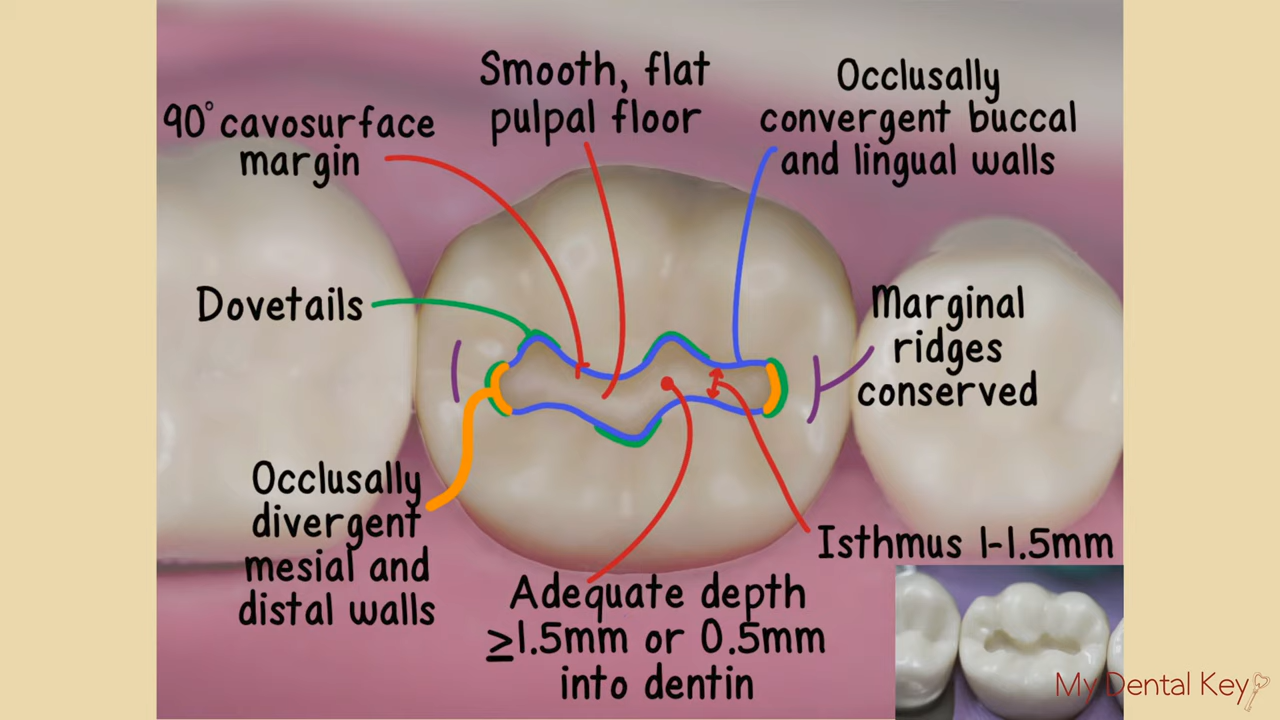 Smooth, flat
pulpal floor
Occlusally
convergent buccal
and lingual walls
90° cavosurface
margin
Dovetails
Marginal
ridges
conserved
Occlusally
divergent
mesial and
distal walls
Isthmus 1-1.5mm
Adequate depth
≥1.5mm or 0.5mm
into dentin
My Dental Key